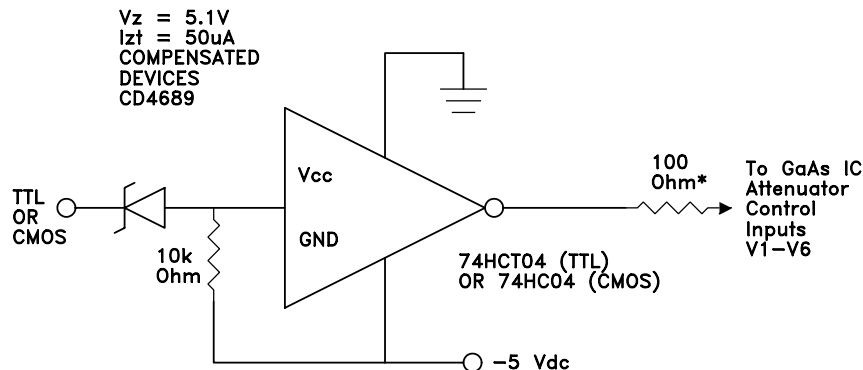 Vz = 5.1V
Izt = 50uA
COMPENSATED
DEVICES
CD4689
Vcc
GND
TTL
OR
CMOS
10k
Ohm
100
Ohm*
To GaAs IC
Attenuator
Control
Inputs
V1-V6
74HCT04 (TTL)
OR 74HC04 (CMOS)
-5 Vdc